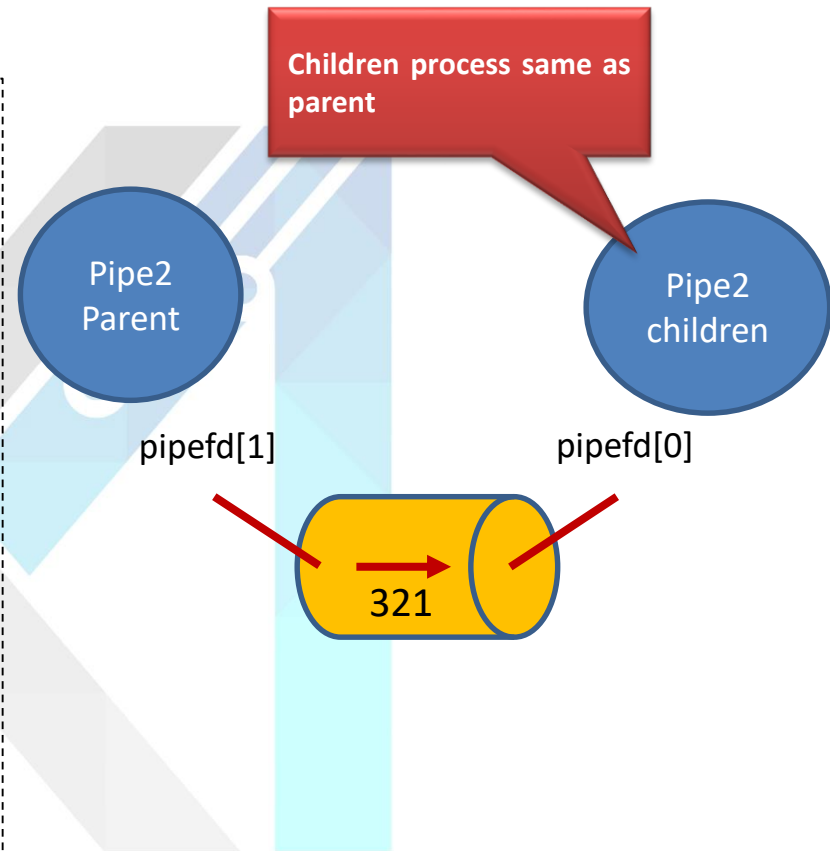 Children process same as
parent
Pipe2
Parent
Pipe2
children
pipefd[1]
pipefd[0]
321